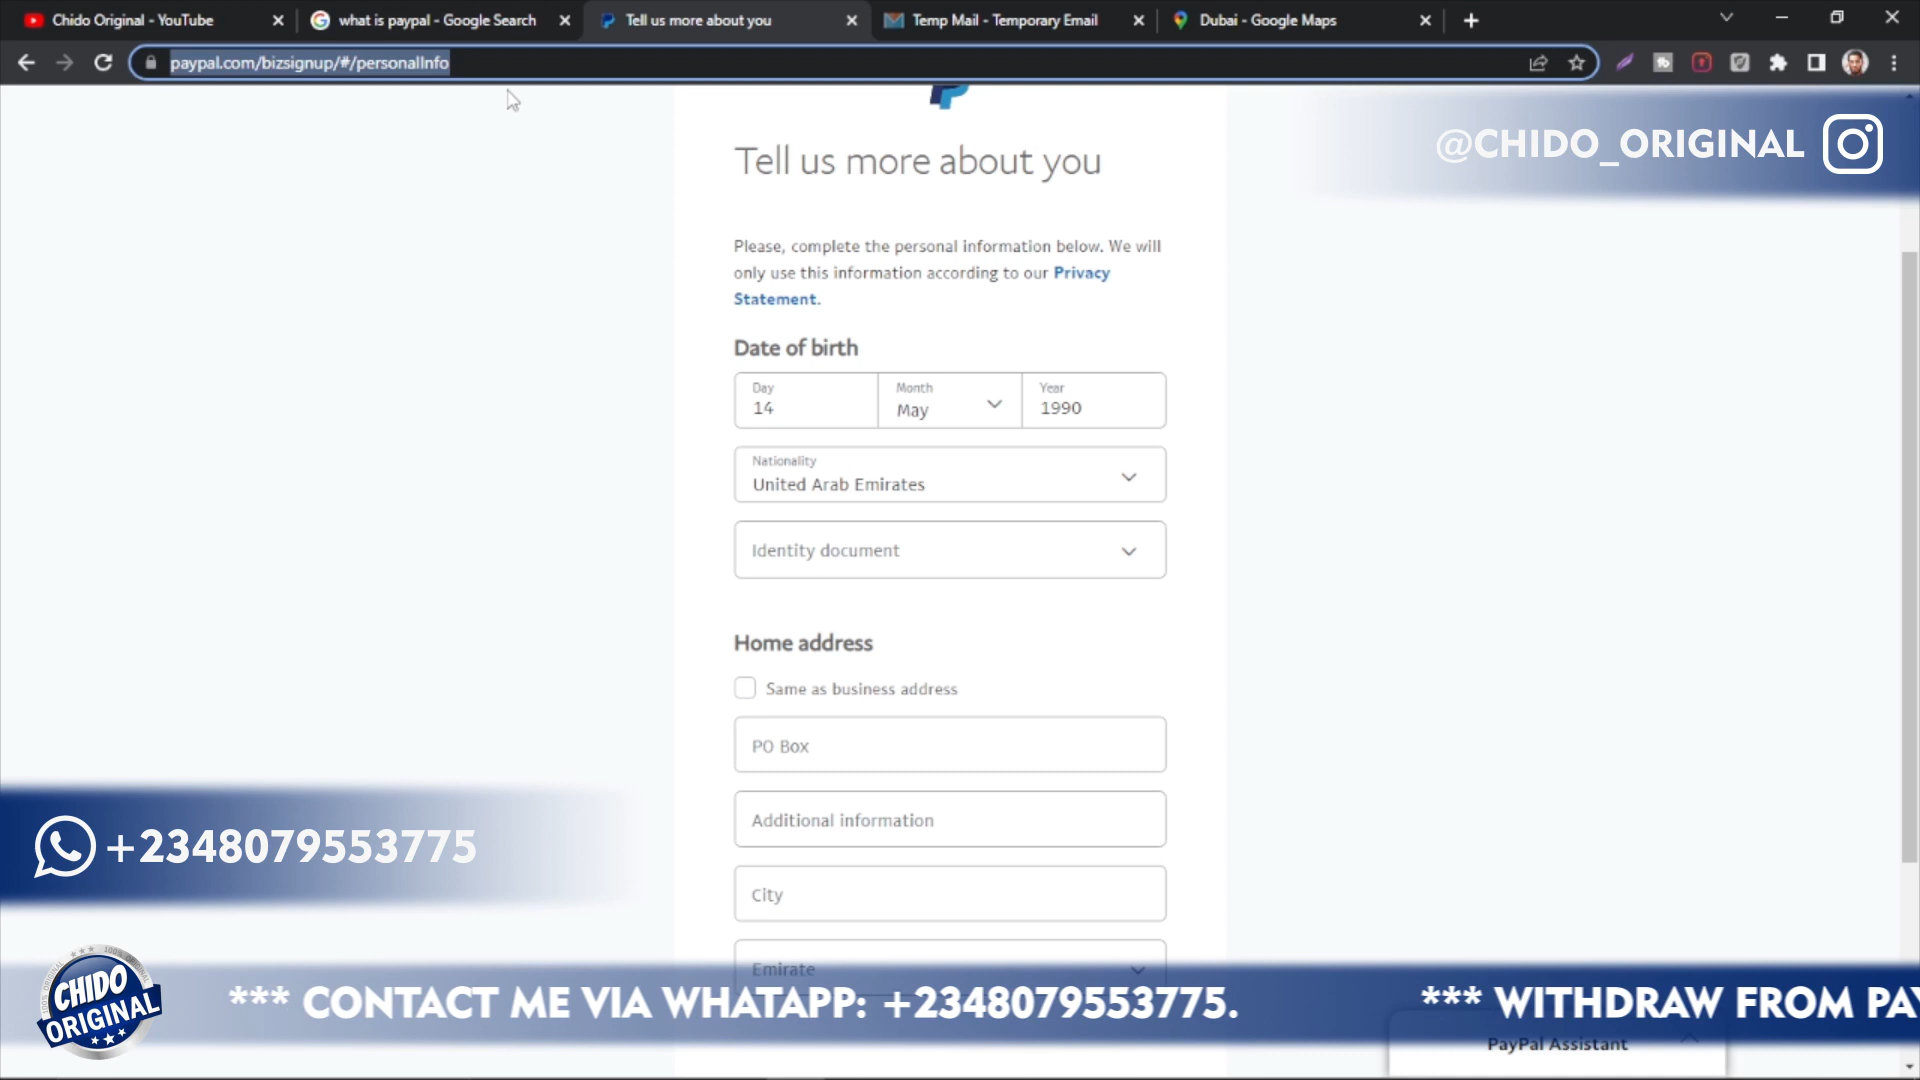 Chido Original - YouTube
what is paypal - Google Search
Tell us more about you
Temp Mail - Temporary Email
Dubai - Google Maps
paypal.com/bizsignup/#/personalInfo
@CHIDO_ORIGINAL
Tell us more about you
Please, complete the personal information below. We will
only use this information according to our Privacy
Statement.
Date of birth
Day
14
Month
May
Year
1990
Nationality
United Arab Emirates
Identity document
Home address
Same as business address
PO Box
Additional information
City
Emirate
+2348079553775
CHIDO
ORIGINAL
*** CONTACT ME VIA WHATAPP: +2348079553775.
*** WITHDRAW FROM PAY
PayPal Assistant